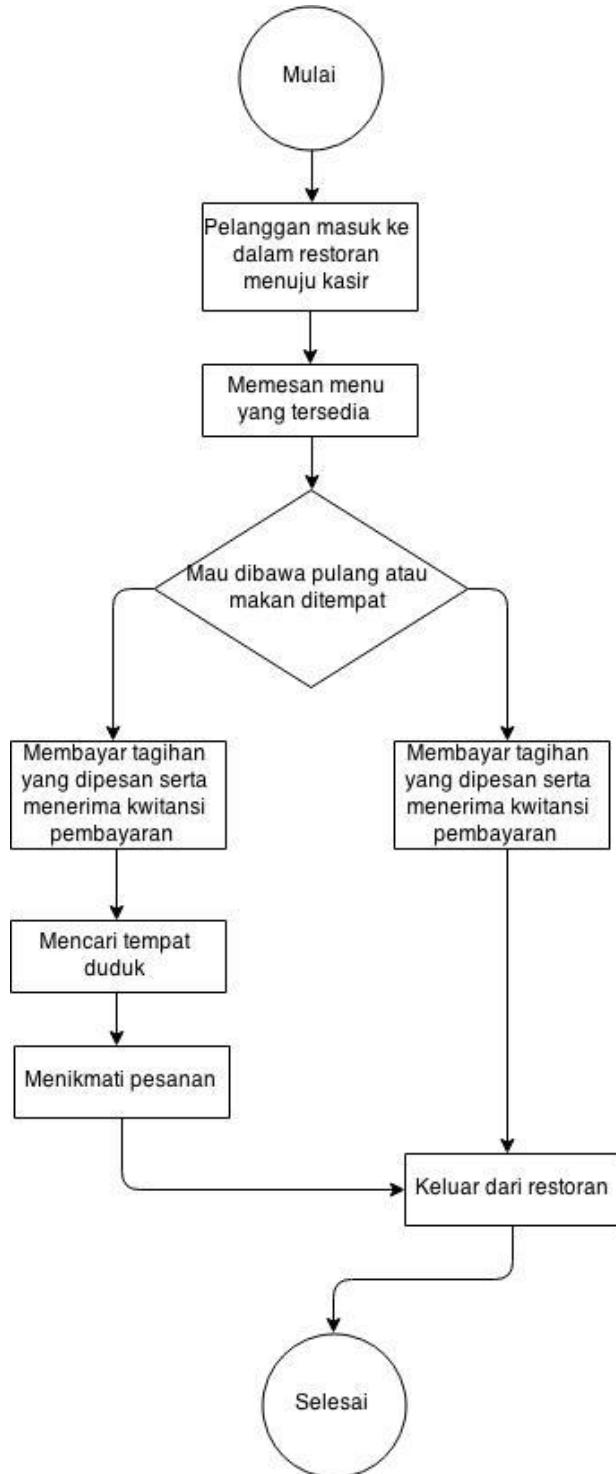 Mulai
Pelanggan masuk ke
dalam restoran
menuju kasir
Memesan menu
yang tersedia
Mau dibawa pulang atau
makan ditempat
Membayar tagihan
yang dipesan serta
menerima kwitansi
pembayaran
Membayar tagihan
yang dipesan serta
menerima kwitansi
pembayaran
Mencari tempat
duduk
Menikmati pesanan
Keluar dari restoran
Selesai